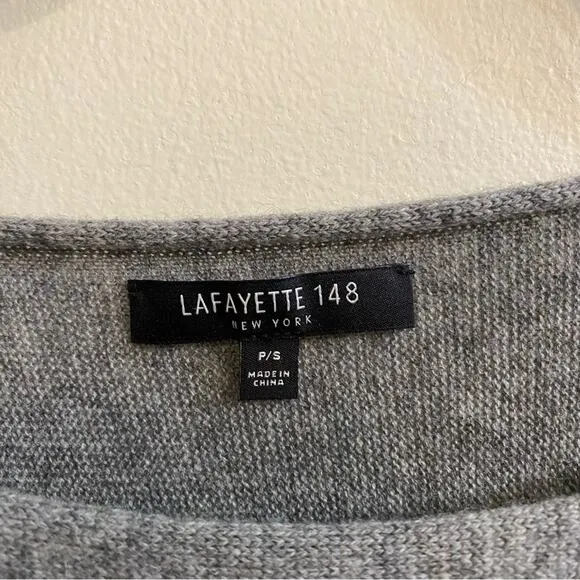 LAFAYETTE 148
NEW YORK
P/S
MADE IN
CHINA